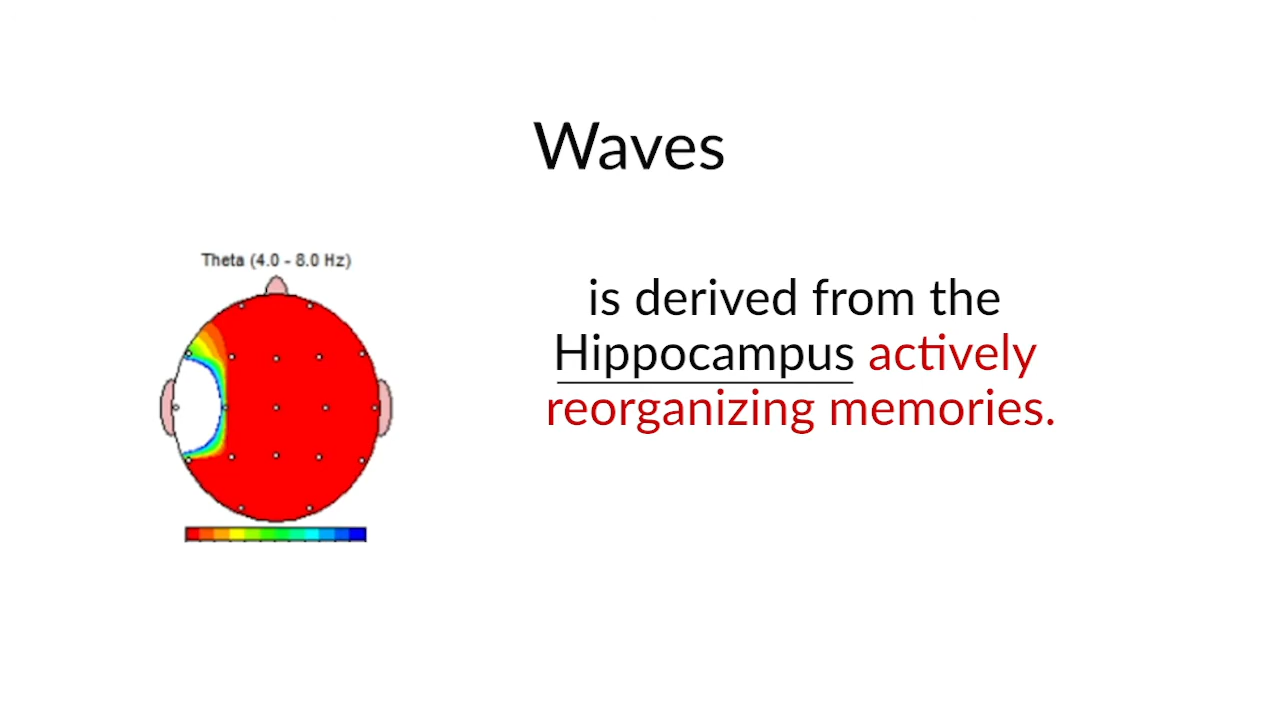 Waves
Theta (4.0 - 8.0 Hz)
is derived from the
Hippocampus actively
reorganizing memories.